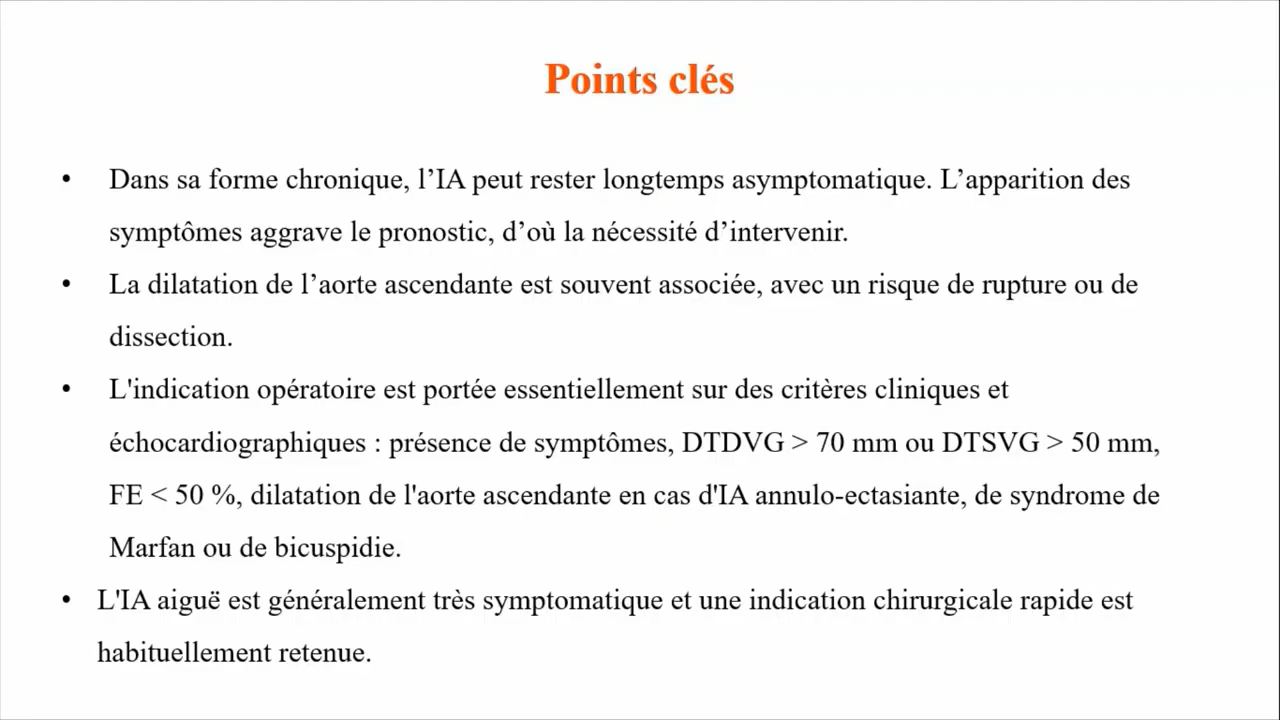 Points clés
• Dans sa forme chronique, l’IA peut rester longtemps asymptomatique. L’apparition des
symptômes aggrave le pronostic, d’où la nécessité d’intervenir.
• La dilatation de l’aorte ascendante est souvent associée, avec un risque de rupture ou de
dissection.
• L'indication opératoire est portée essentiellement sur des critères cliniques et
échocardiographiques : présence de symptômes, DTDVG > 70 mm ou DTSVG > 50 mm,
FE < 50 %, dilatation de l'aorte ascendante en cas d'IA annulo-ectasiante, de syndrome de
Marfan ou de bicuspidie.
• L'IA aiguë est généralement très symptomatique et une indication chirurgicale rapide est
habituellement retenue.